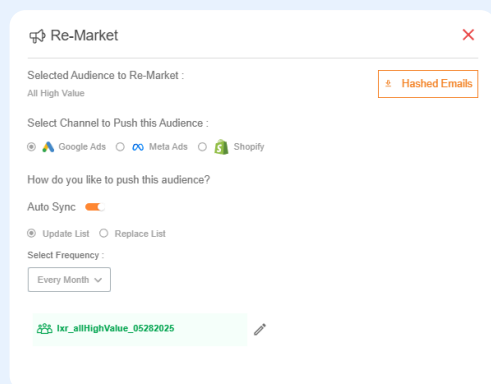 Re-Market
Selected Audience to Re-Market :
All High Value
Hashed Emails
Select Channel to Push this Audience :
Google Ads Meta Ads Shopify
How do you like to push this audience?
Auto Sync
Update List Replace List
Select Frequency :
Every Month
lxr_allHighValue_05282025